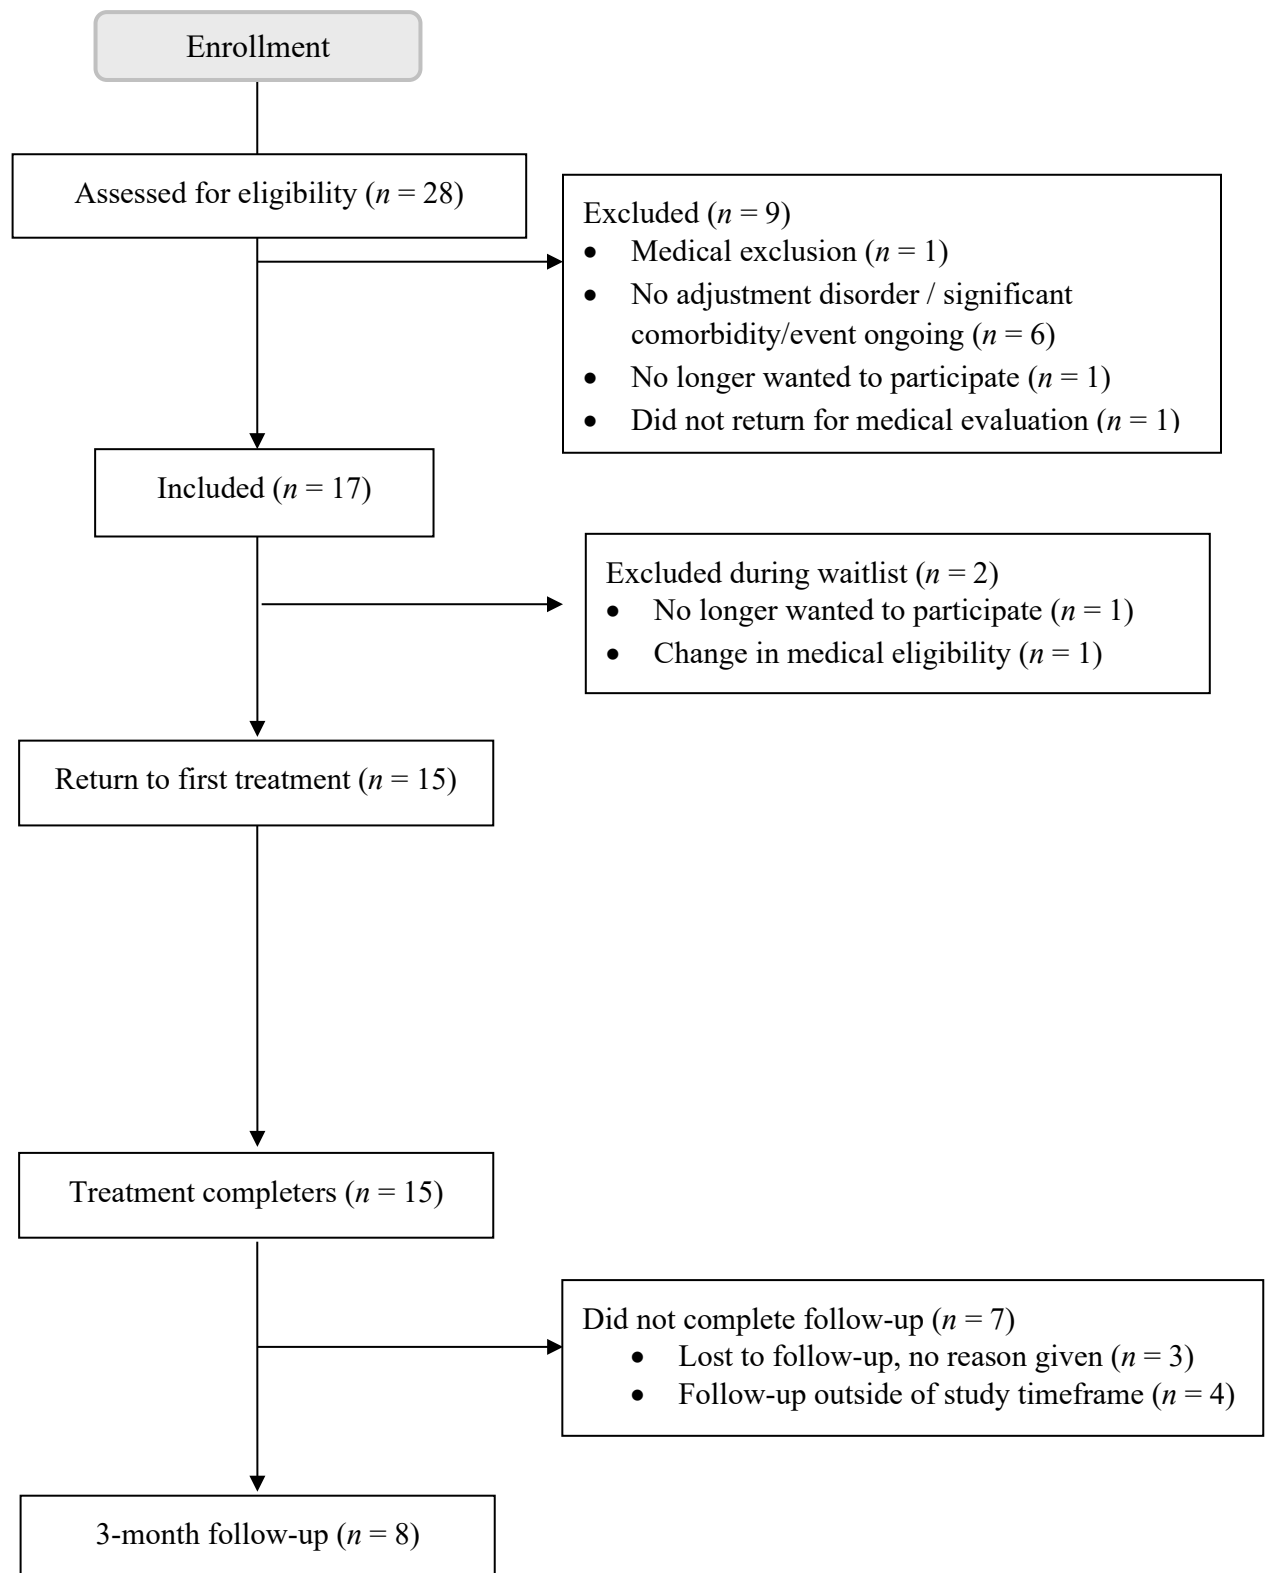 Enrollment
Assessed for eligibility (n = 28)
Excluded (n = 9)
• Medical exclusion (n = 1)
• No adjustment disorder / significant
comorbidity/event ongoing (n = 6)
• No longer wanted to participate (n = 1)
• Did not return for medical evaluation (n = 1)
Included (n = 17)
Excluded during waitlist (n = 2)
• No longer wanted to participate (n = 1)
• Change in medical eligibility (n = 1)
Return to first treatment (n = 15)
Treatment completers (n = 15)
Did not complete follow-up (n = 7)
• Lost to follow-up, no reason given (n = 3)
• Follow-up outside of study timeframe (n = 4)
3-month follow-up (n = 8)